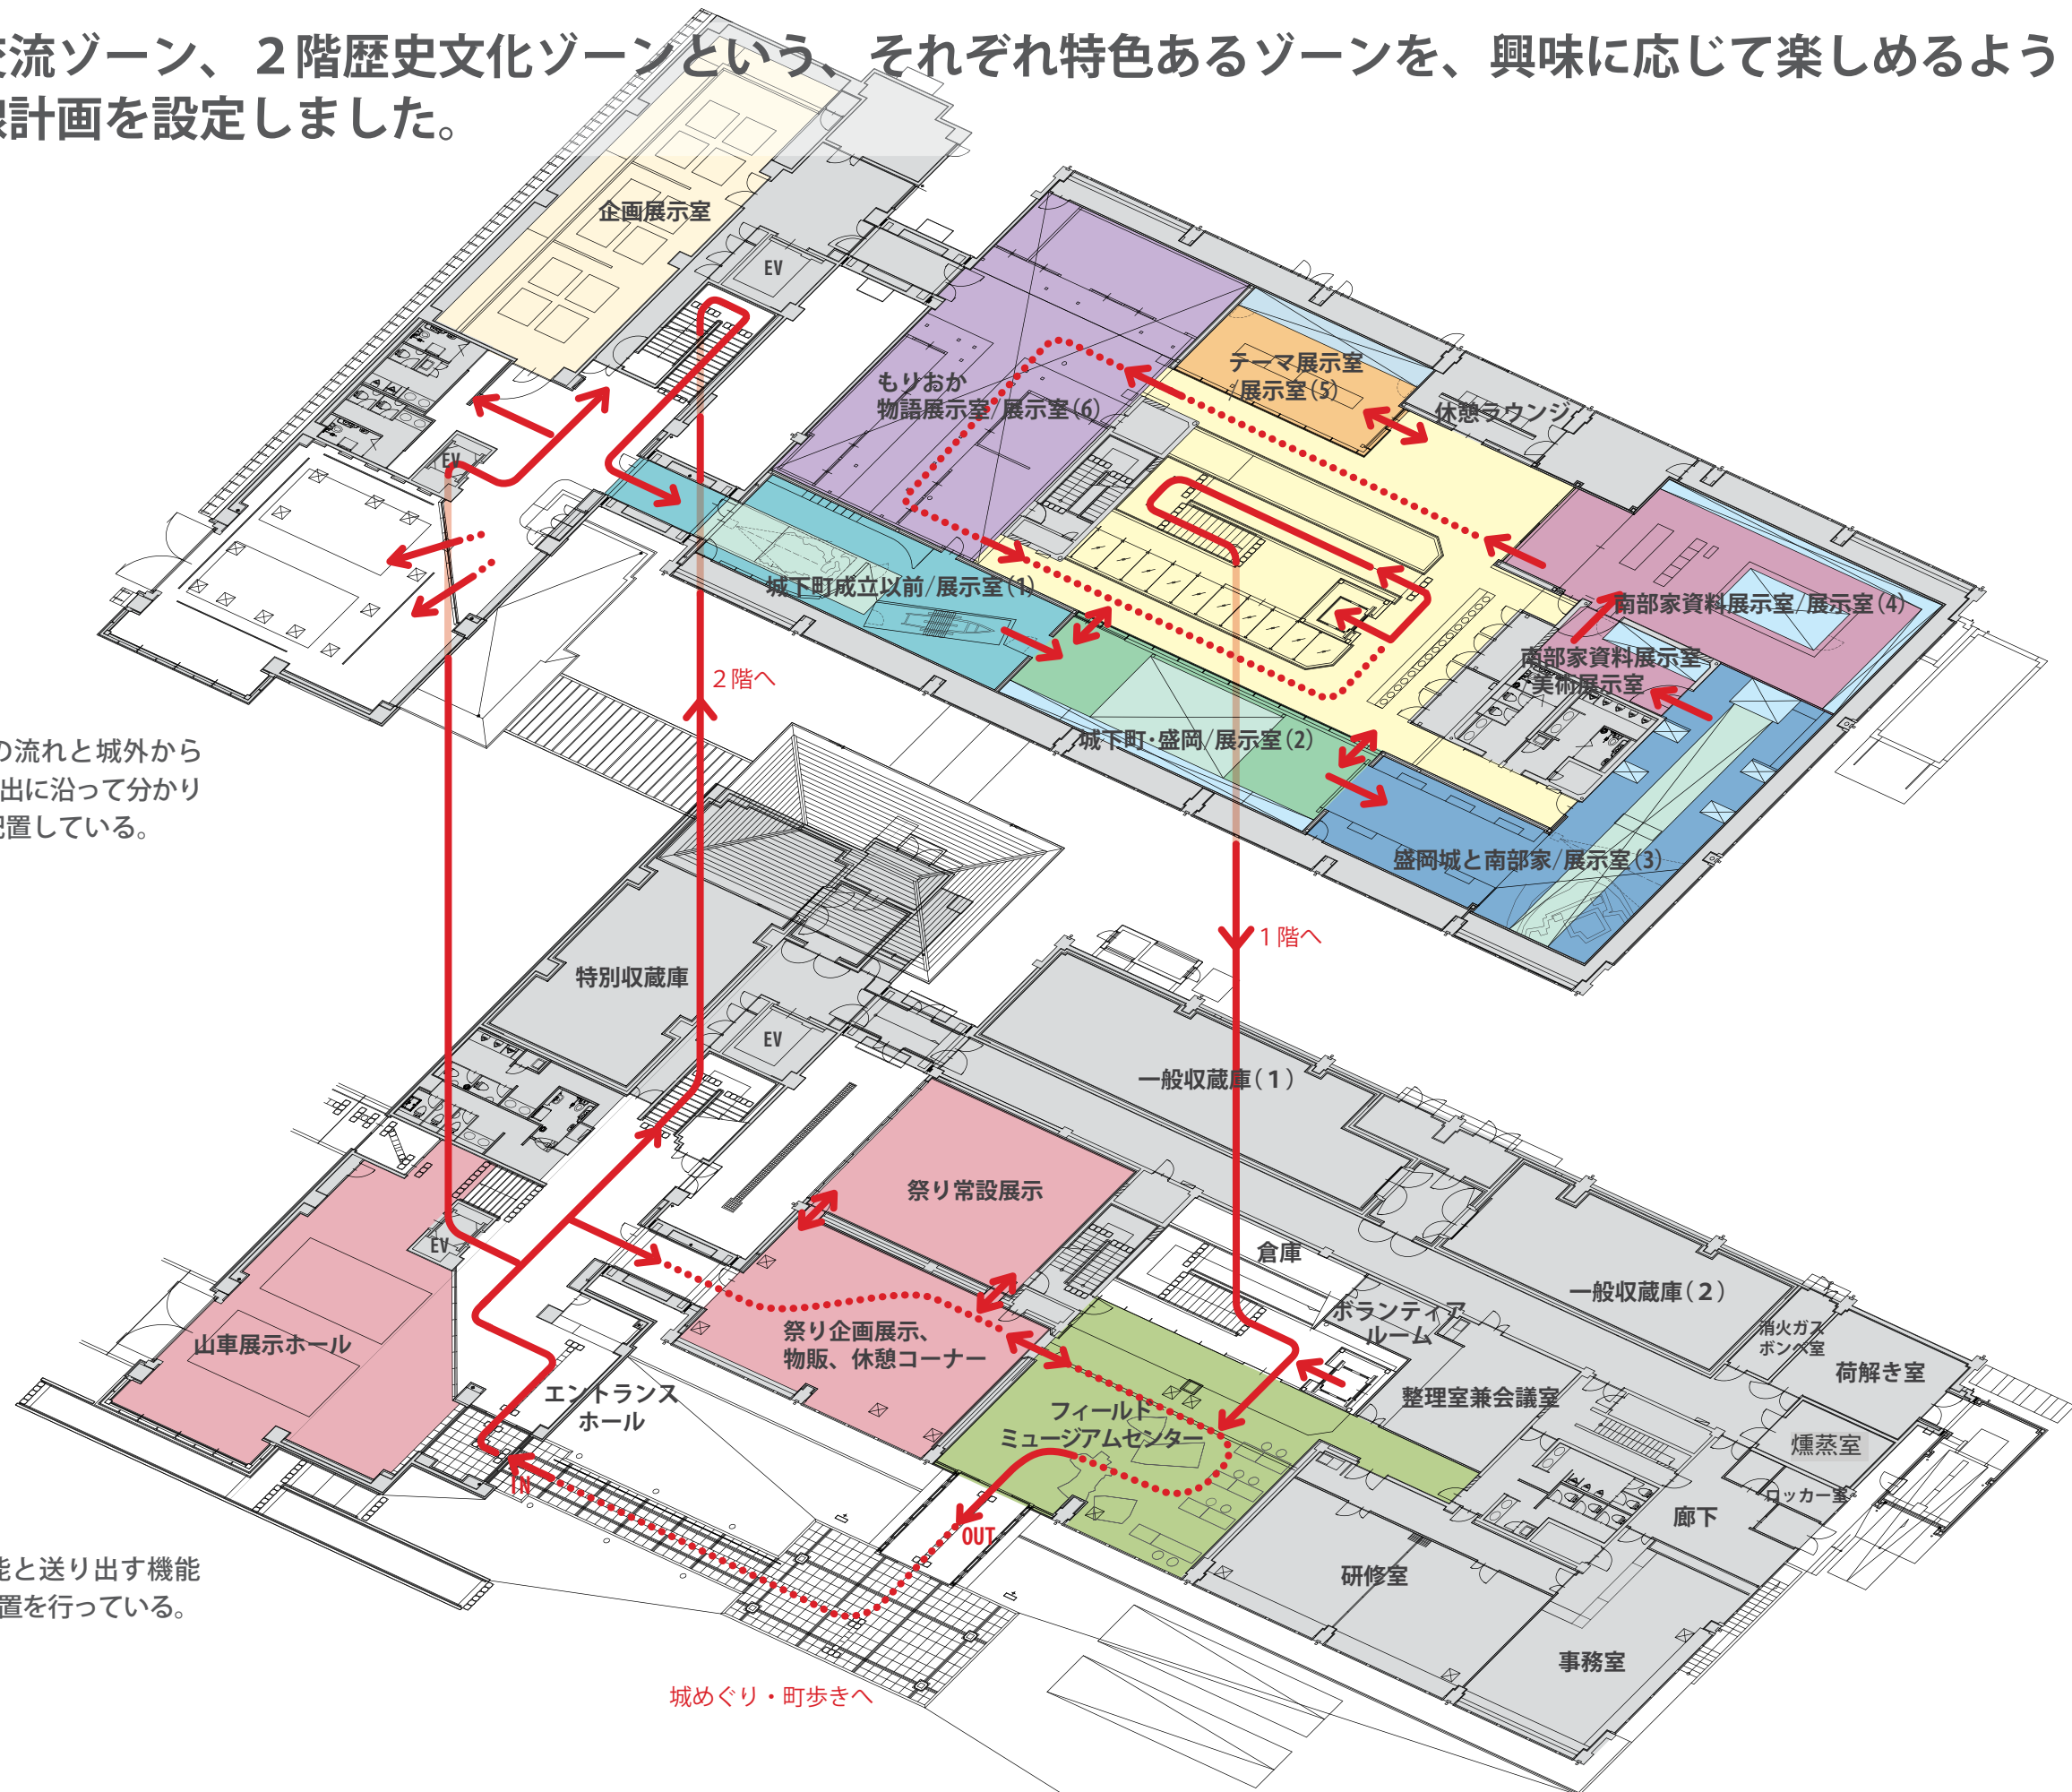 流ゾーン、２階歴史文化ゾーンという、それぞれ特色あるゾーンを、興味に応じて楽しめるよう
計画を設定しました。
企画展示室
EV
テーマ展示室
/展示室(5)
もりおか
物語展示室/展示室(6)
休憩ラウンジ
EV
城下町成立以前/展示室(1)
南部家資料展示室/展示室(4)
南部家資料展示室
美術展示室
２階へ
城下町･盛岡/展示室(2)
の流れと城外から
出に沿って分かり
配置している。
盛岡城と南部家/展示室(3)
１階へ
特別収蔵庫
EV
一般収蔵庫(１)
祭り常設展示
EV
倉庫
一般収蔵庫(２)
ボランティア
ルーム
消火ガス
ボンベ室
山車展示ホール
祭り企画展示、
物販、休憩コーナー
荷解き室
エントランス
ホール
整理室兼会議室
フィールド
ミュージアムセンター
燻蒸室
IN
ロッカー室
廊下
OUT
能と送り出す機能
置を行っている。
研修室
事務室
城めぐり・町歩きへ